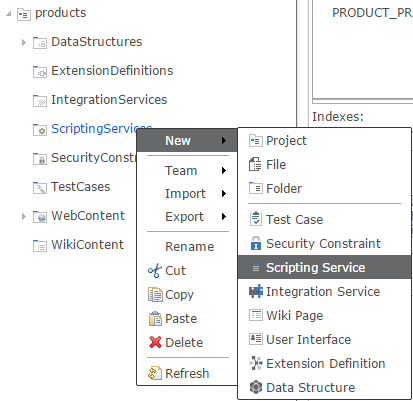 products
PRODUCT_PR
DataStructures
ExtensionDefinitions
IntegrationServices
Indexes:
ScriptingServices
New
Project
SecurityConstr
File
Team
TestCases
Import
Folder
WebContent
Export
Test Case
WikiContent
Rename
Security Constraint
Cut
Scripting Service
Copy
Integration Service
Paste
Wiki Page
Delete
User Interface
Refresh
Extension Definition
Data Structure